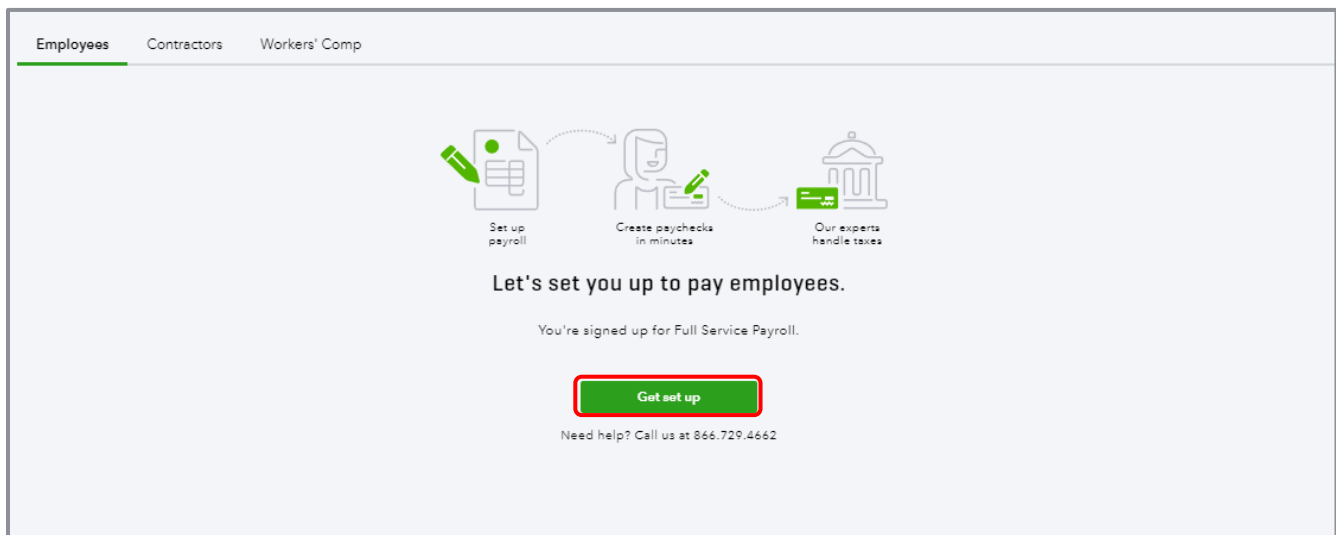 Employees Contractors Workers' Comp
Set up
payroll
Create paychecks
in minutes
Our experts
handle taxes
Let's set you up to pay employees.
You're signed up for Full Service Payroll.
Get set up
Need help? Call us at 866.729.4662